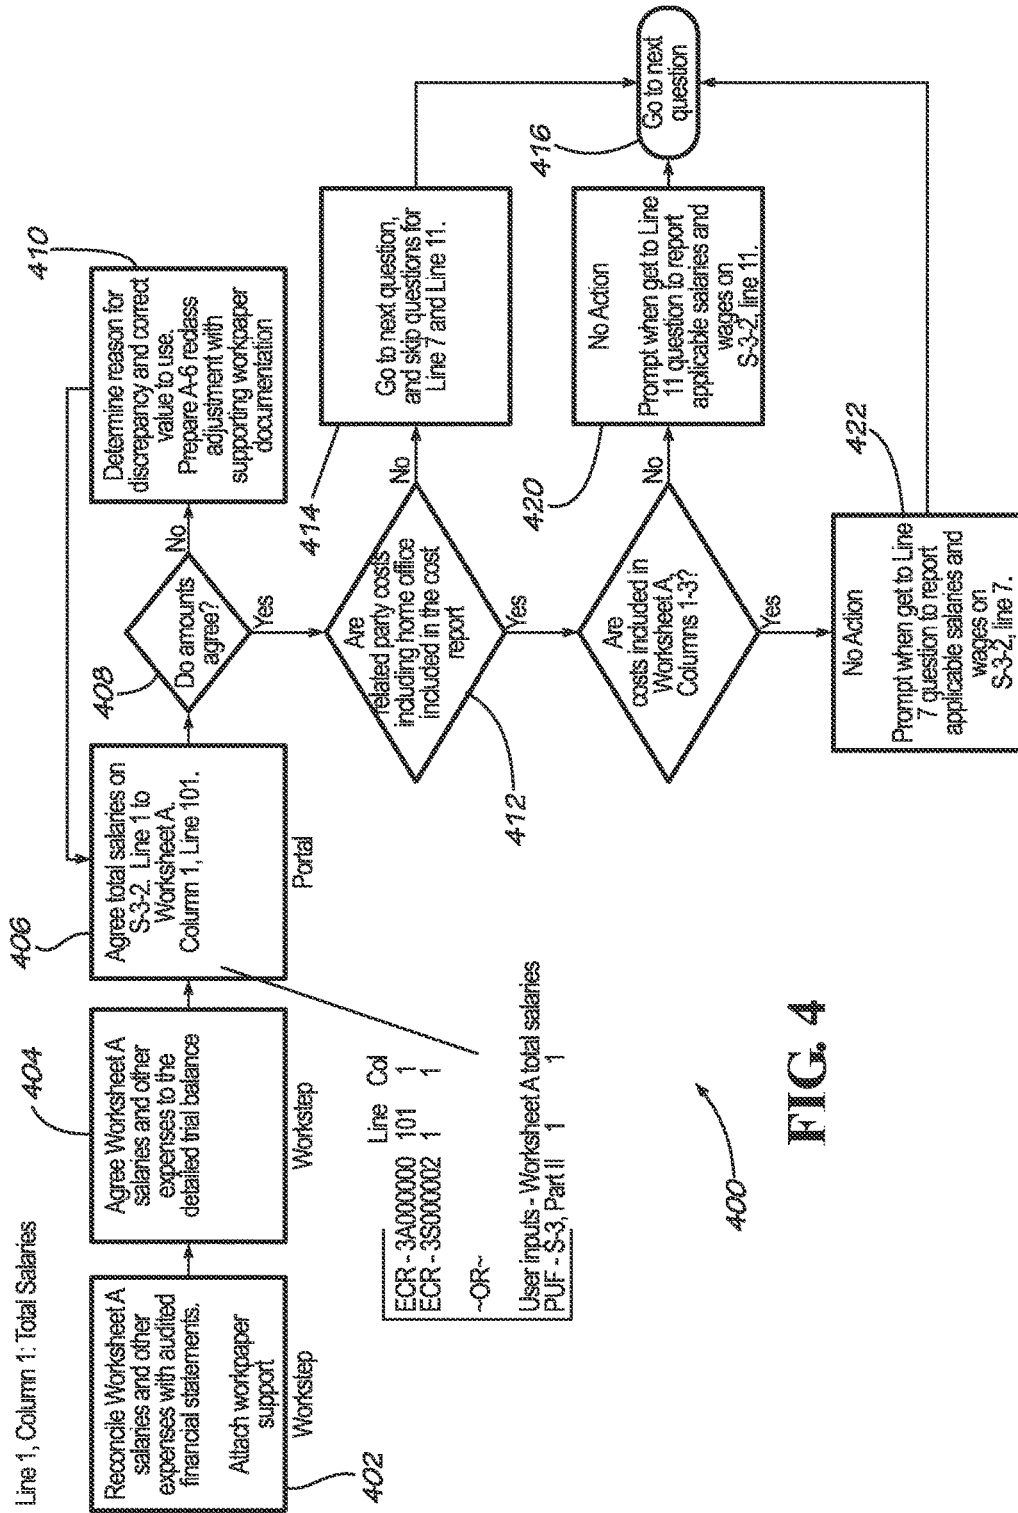 Line 1, Column 1: Total Salaries
Reconcile Worksheet A
salaries and other
expenses with audited
financial statements.
Attach workpaper
support
Workstep
402
Agree Worksheet A
salaries and other
expenses to the
detailed trial balance
Workstep
404
Agree total salaries on
S-3-2. Line 1 to
Worksheet A.
Column 1, Line 101.
Portal
406
Line Col
ECR - 3A000000 101 1
ECR - 3S000002 1 1
~OR~
User inputs - Worksheet A total salaries
PUF - S-3, Part II 1 1
Do amounts
agree?
408
No
Yes
Determine reason for
discrepancy and correct
value to use.
Prepare A-6 reclass
adjustment with
supporting workpaper
documentation
410
Are
related party costs
including home office
included in the cost
report
412
No
Yes
Go to next question,
and skip questions for
Line 7 and Line 11.
414
Go to next
question
416
Are
costs included in
Worksheet A,
Columns 1-3?
No
Yes
No Action
Prompt when get to Line
11 question to report
applicable salaries and
wages on
S-3-2, line 11.
420
No Action
Prompt when get to Line
7 question to report
applicable salaries and
wages on
S-3-2, line 7.
422
400
FIG. 4